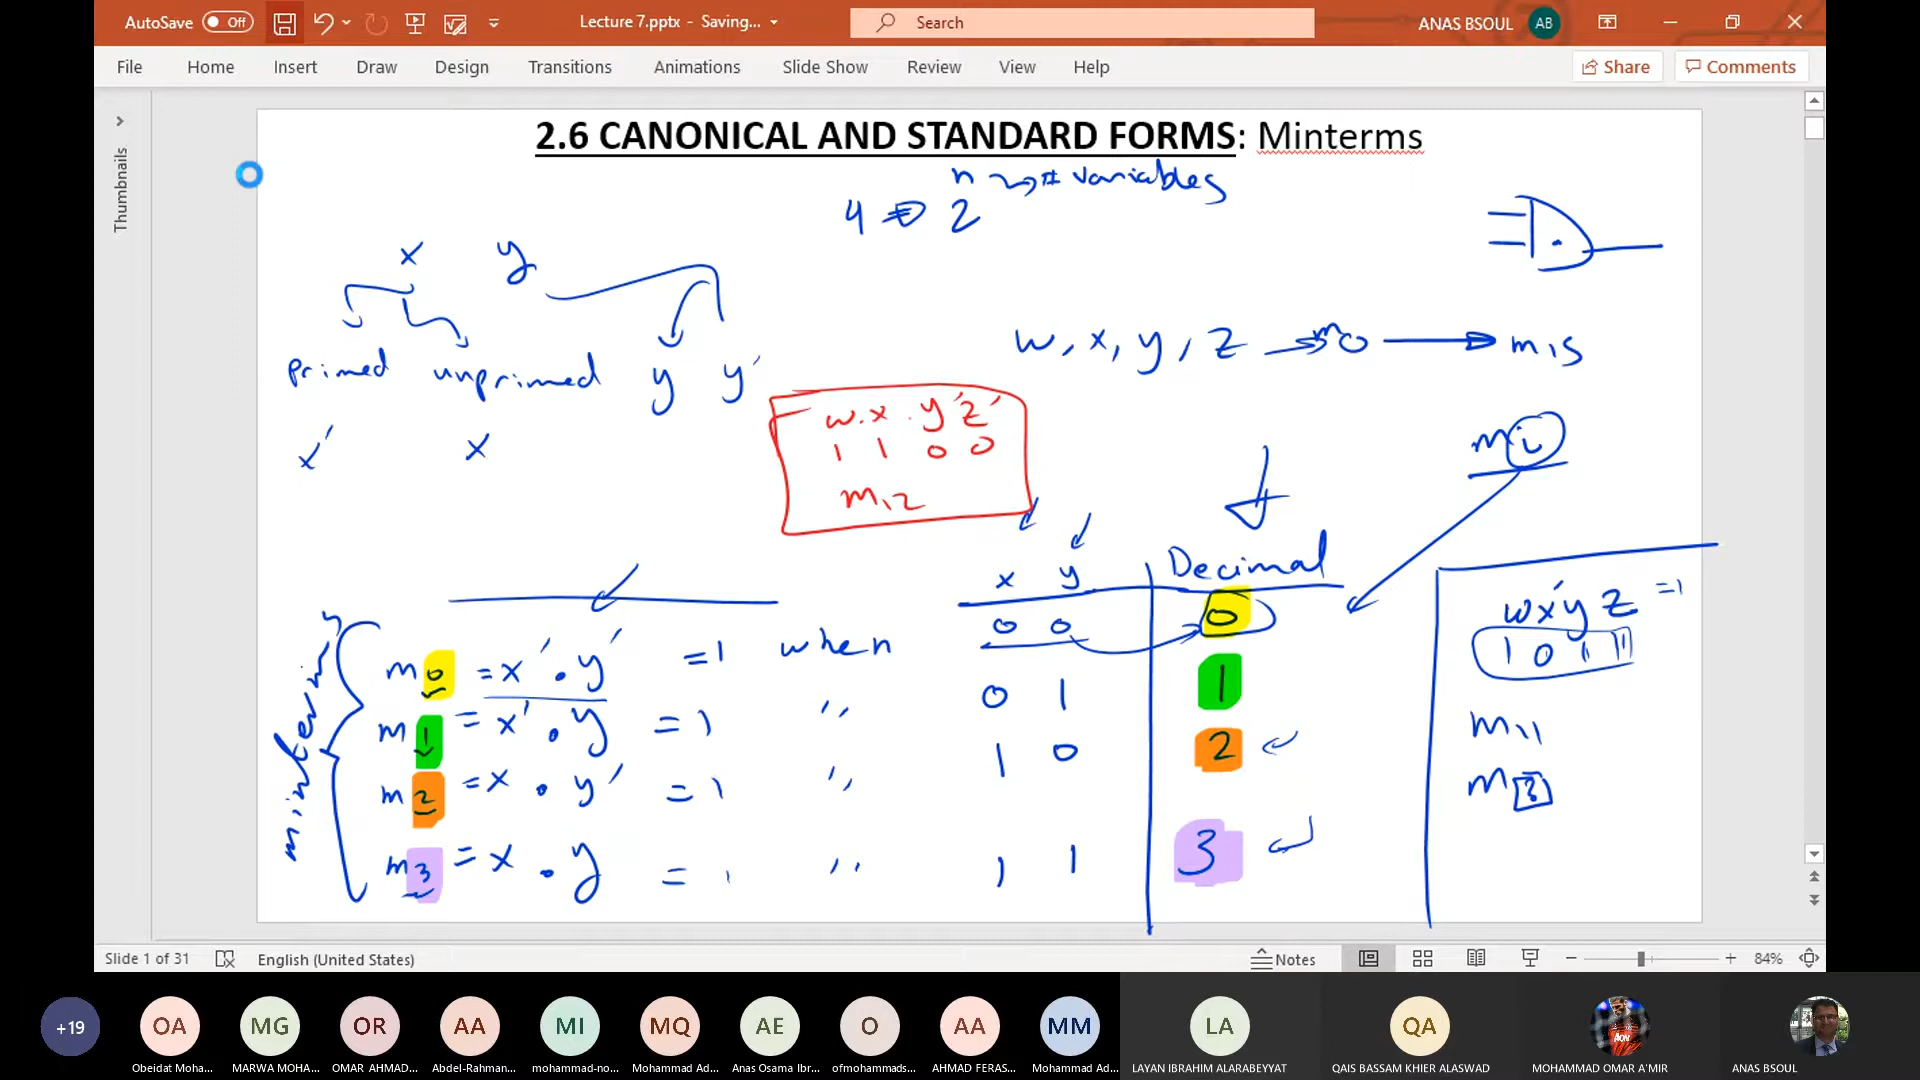 AutoSave Off Lecture 7.pptx - Saving... Search ANAS BSOUL AB
File Home Insert Draw Design Transitions Animations Slide Show Review View Help Share Comments
Thumbnails
2.6 CANONICAL AND STANDARD FORMS: Minterms
n → # variables
4 ⇒ 2
x y
primed unprimed y y'
x' x
w, x, y, z → m0 → m15
w.x.y'z'
1 1 0 0
m12
mi
x y Decimal
minterms
m0 = x'.y' = 1 when 0 0 0
m1 = x'.y = 1 " 0 1 1
m2 = x.y' = 1 " 1 0 2
m3 = x.y = 1 " 1 1 3
wx'yz =1
1 0 1 1
m11
m?
Slide 1 of 31 English (United States) Notes 84%
+19 OA MG OR AA MI MQ AE O AA MM LA QA
Obeidat Moha... MARWA MOHA... OMAR AHMAD... Abdel-Rahman... mohammad-no... Mohammad Ad... Anas Osama Ibr... ofmohammads... AHMAD FERAS... Mohammad Ad... LAYAN IBRAHIM ALARABEYYAT QAIS BASSAM KHIER ALASWAD MOHAMMAD OMAR A'MIR ANAS BSOUL